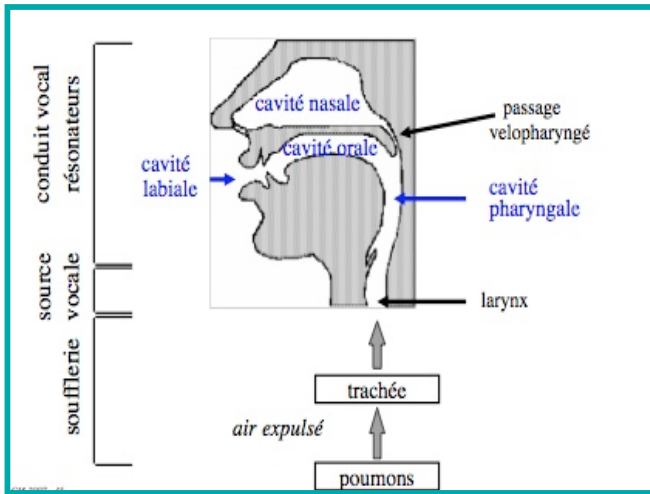 conduit vocal
résonateurs
source
vocale
soufflerie
cavité nasale
cavité orale
cavité
labiale
passage
velopharyngé
cavité
pharyngale
larynx
trachée
air expulsé
poumons